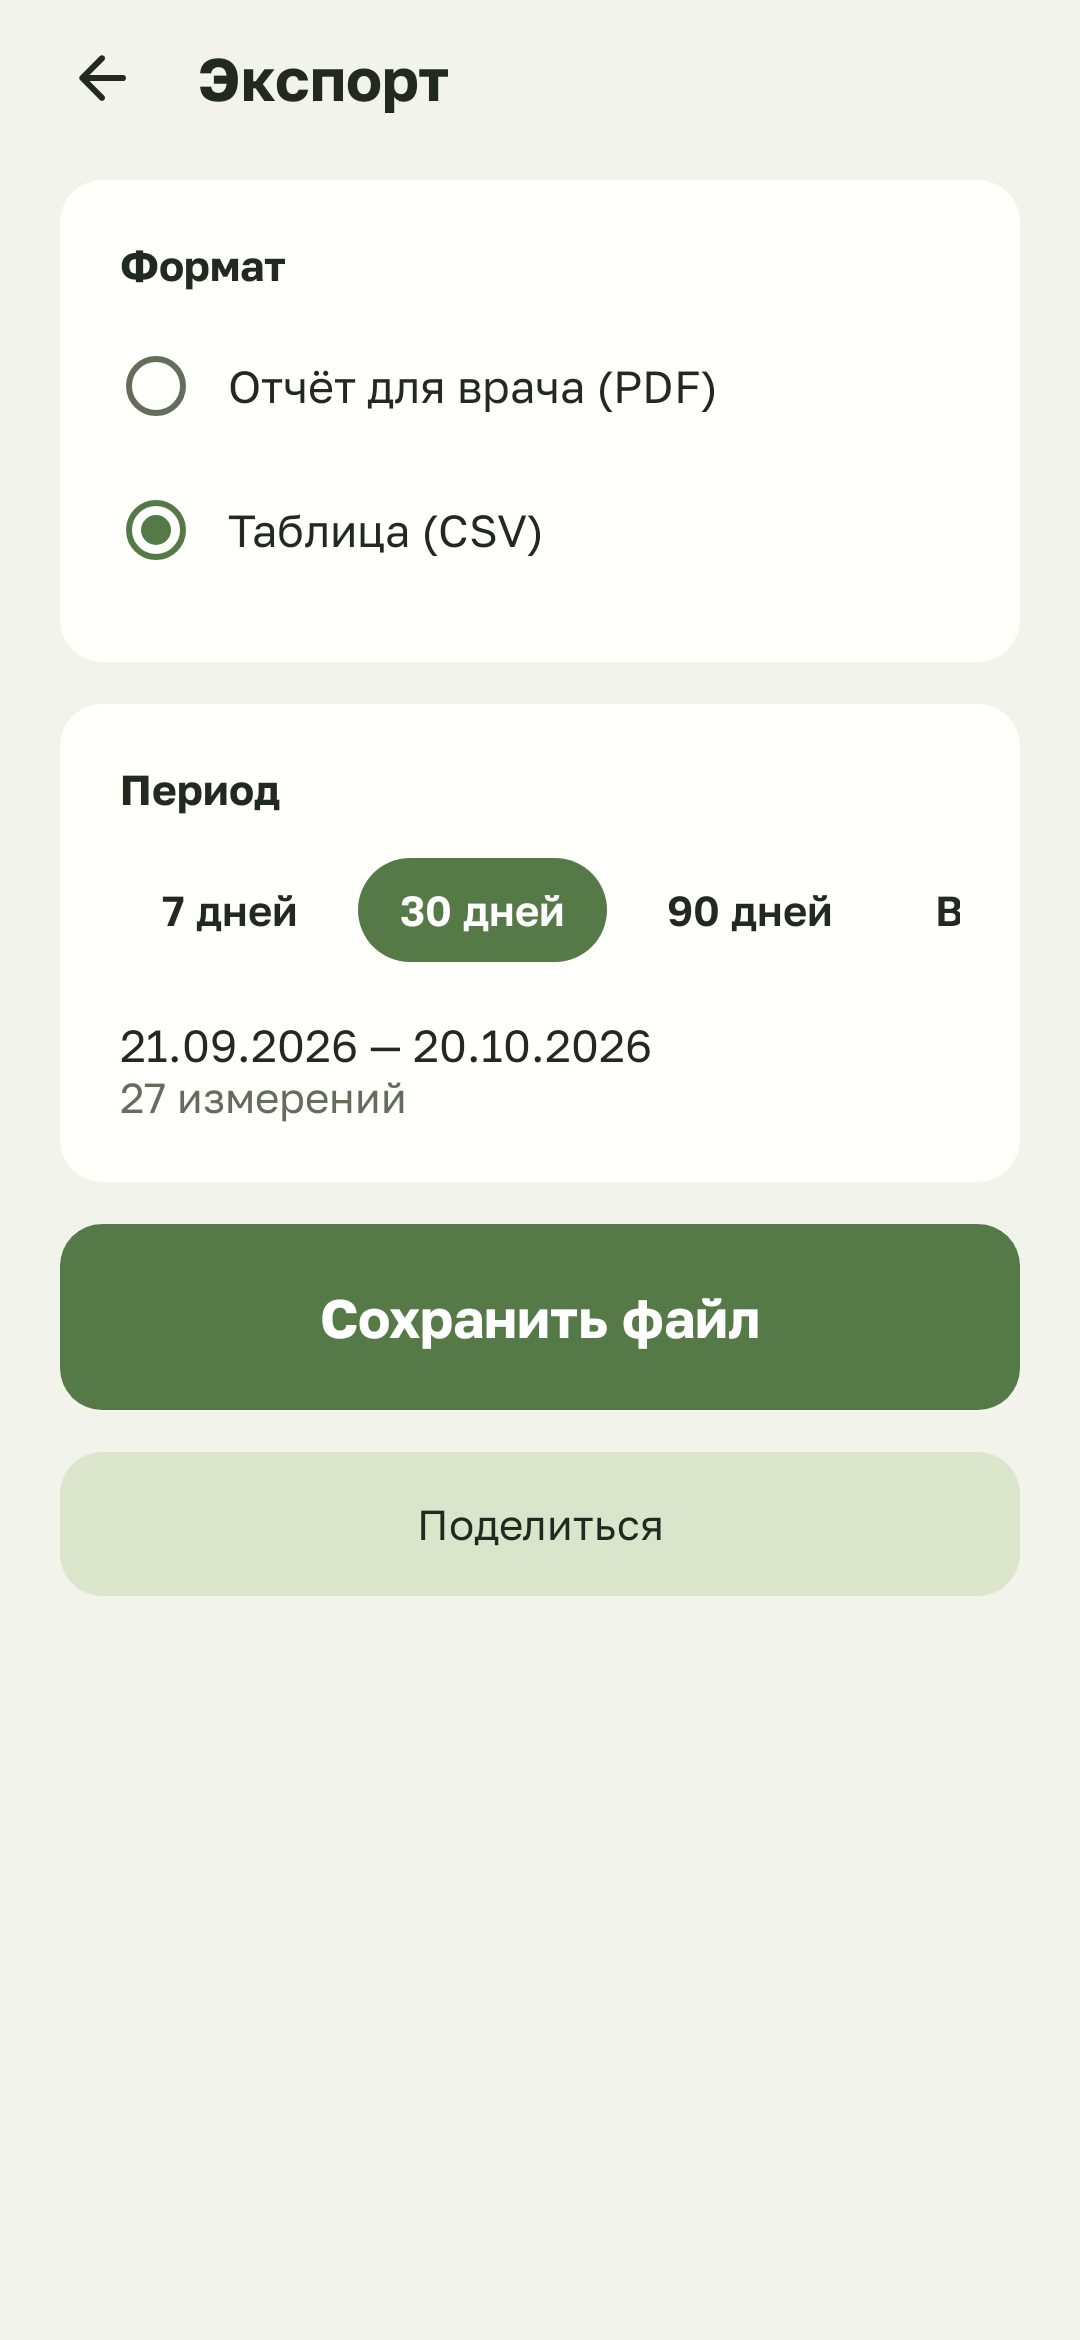 Экспорт
Формат
Отчёт для врача (PDF)
Таблица (CSV)
Период
7 дней 30 дней 90 дней
21.09.2026 — 20.10.2026
27 измерений
Сохранить файл
Поделиться